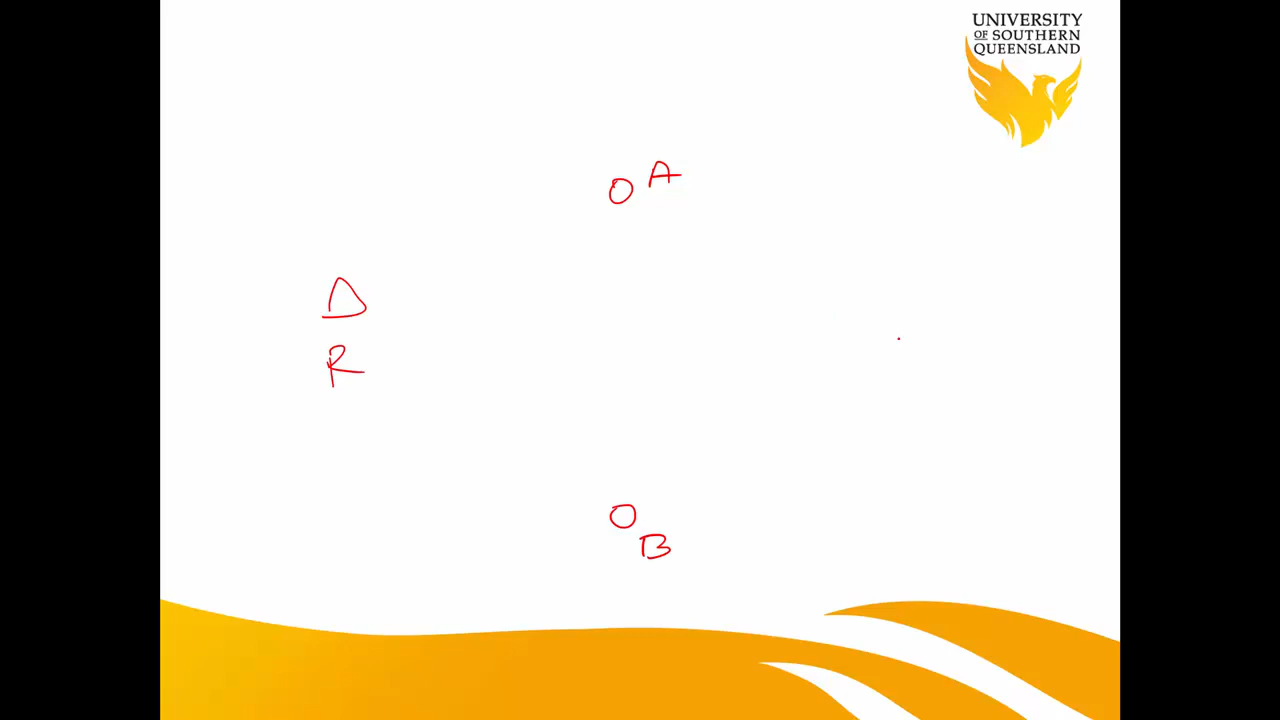 UNIVERSITY
OF SOUTHERN
QUEENSLAND
O A
D
R
O
B